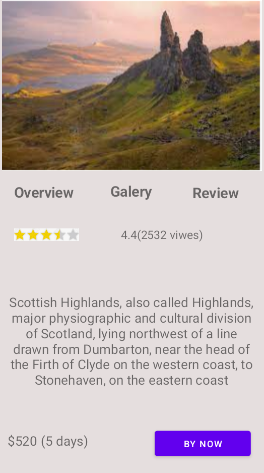 Overview Galery Review
4.4(2532 viwes)
Scottish Highlands, also called Highlands,
major physiographic and cultural division
of Scotland, lying northwest of a line
drawn from Dumbarton, near the head of
the Firth of Clyde on the western coast, to
Stonehaven, on the eastern coast
$520 (5 days) BY NOW